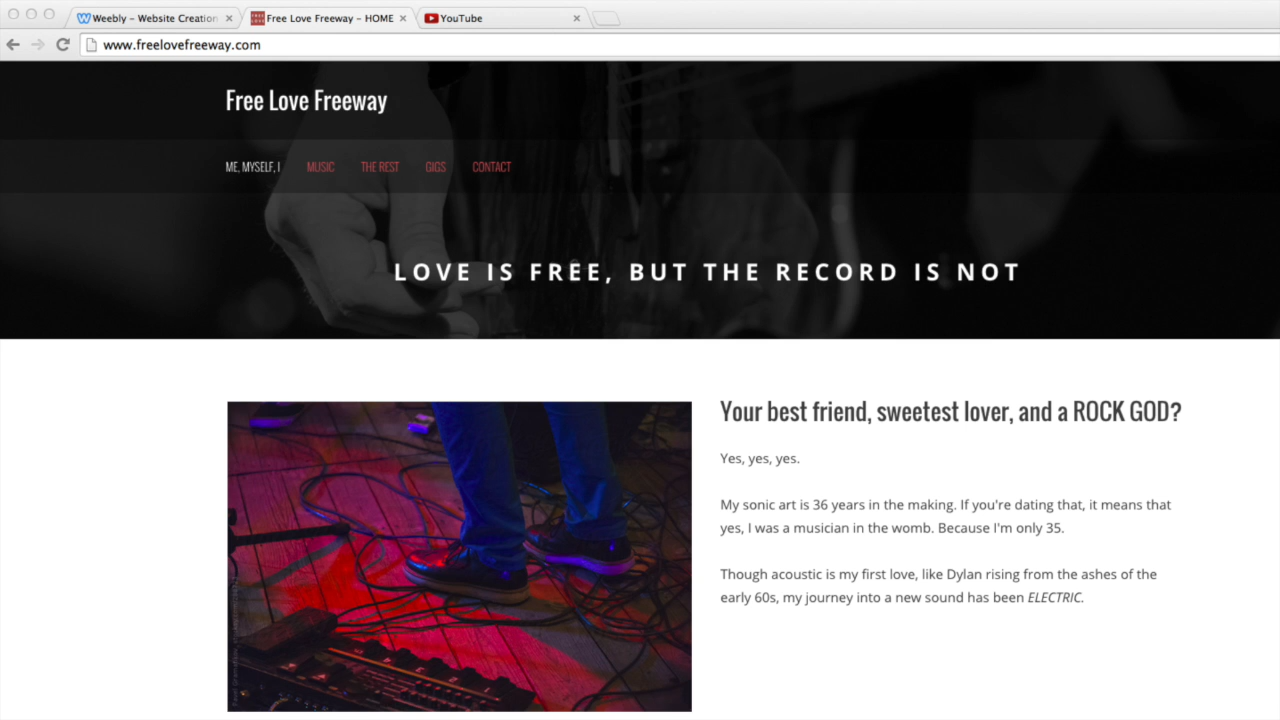 Weebly - Website Creation
Free Love Freeway - HOME
YouTube
www.freelovefreeway.com
Free Love Freeway
ME, MYSELF, I
MUSIC
THE REST
GIGS
CONTACT
LOVE IS FREE, BUT THE RECORD IS NOT
Your best friend, sweetest lover, and a ROCK GOD?
Yes, yes, yes.
My sonic art is 36 years in the making. If you're dating that, it means that
yes, I was a musician in the womb. Because I'm only 35.
Though acoustic is my first love, like Dylan rising from the ashes of the
early 60s, my journey into a new sound has been ELECTRIC.